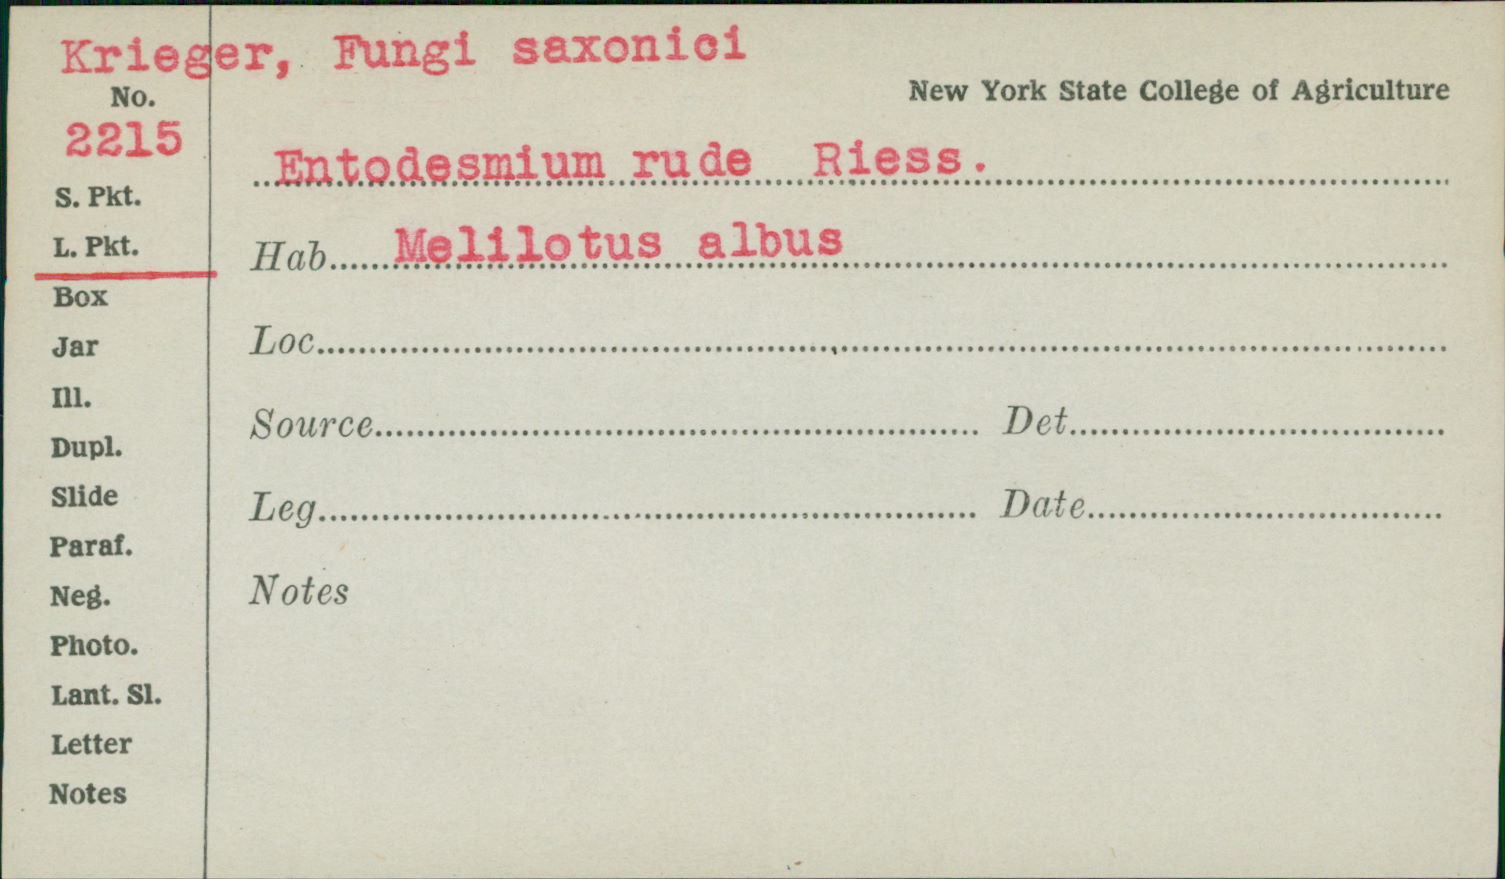 Krieger, Fungi saxonici
No.
New York State College of Agriculture
2215
Entodesmium rude Riess.
S. Pkt.
L. Pkt.
Hab. Melilotus albus
Box
Jar
Loc.
Ill.
Dupl.
Source Det.
Slide
Leg. Date
Paraf.
Neg.
Notes
Photo.
Lant. Sl.
Letter
Notes